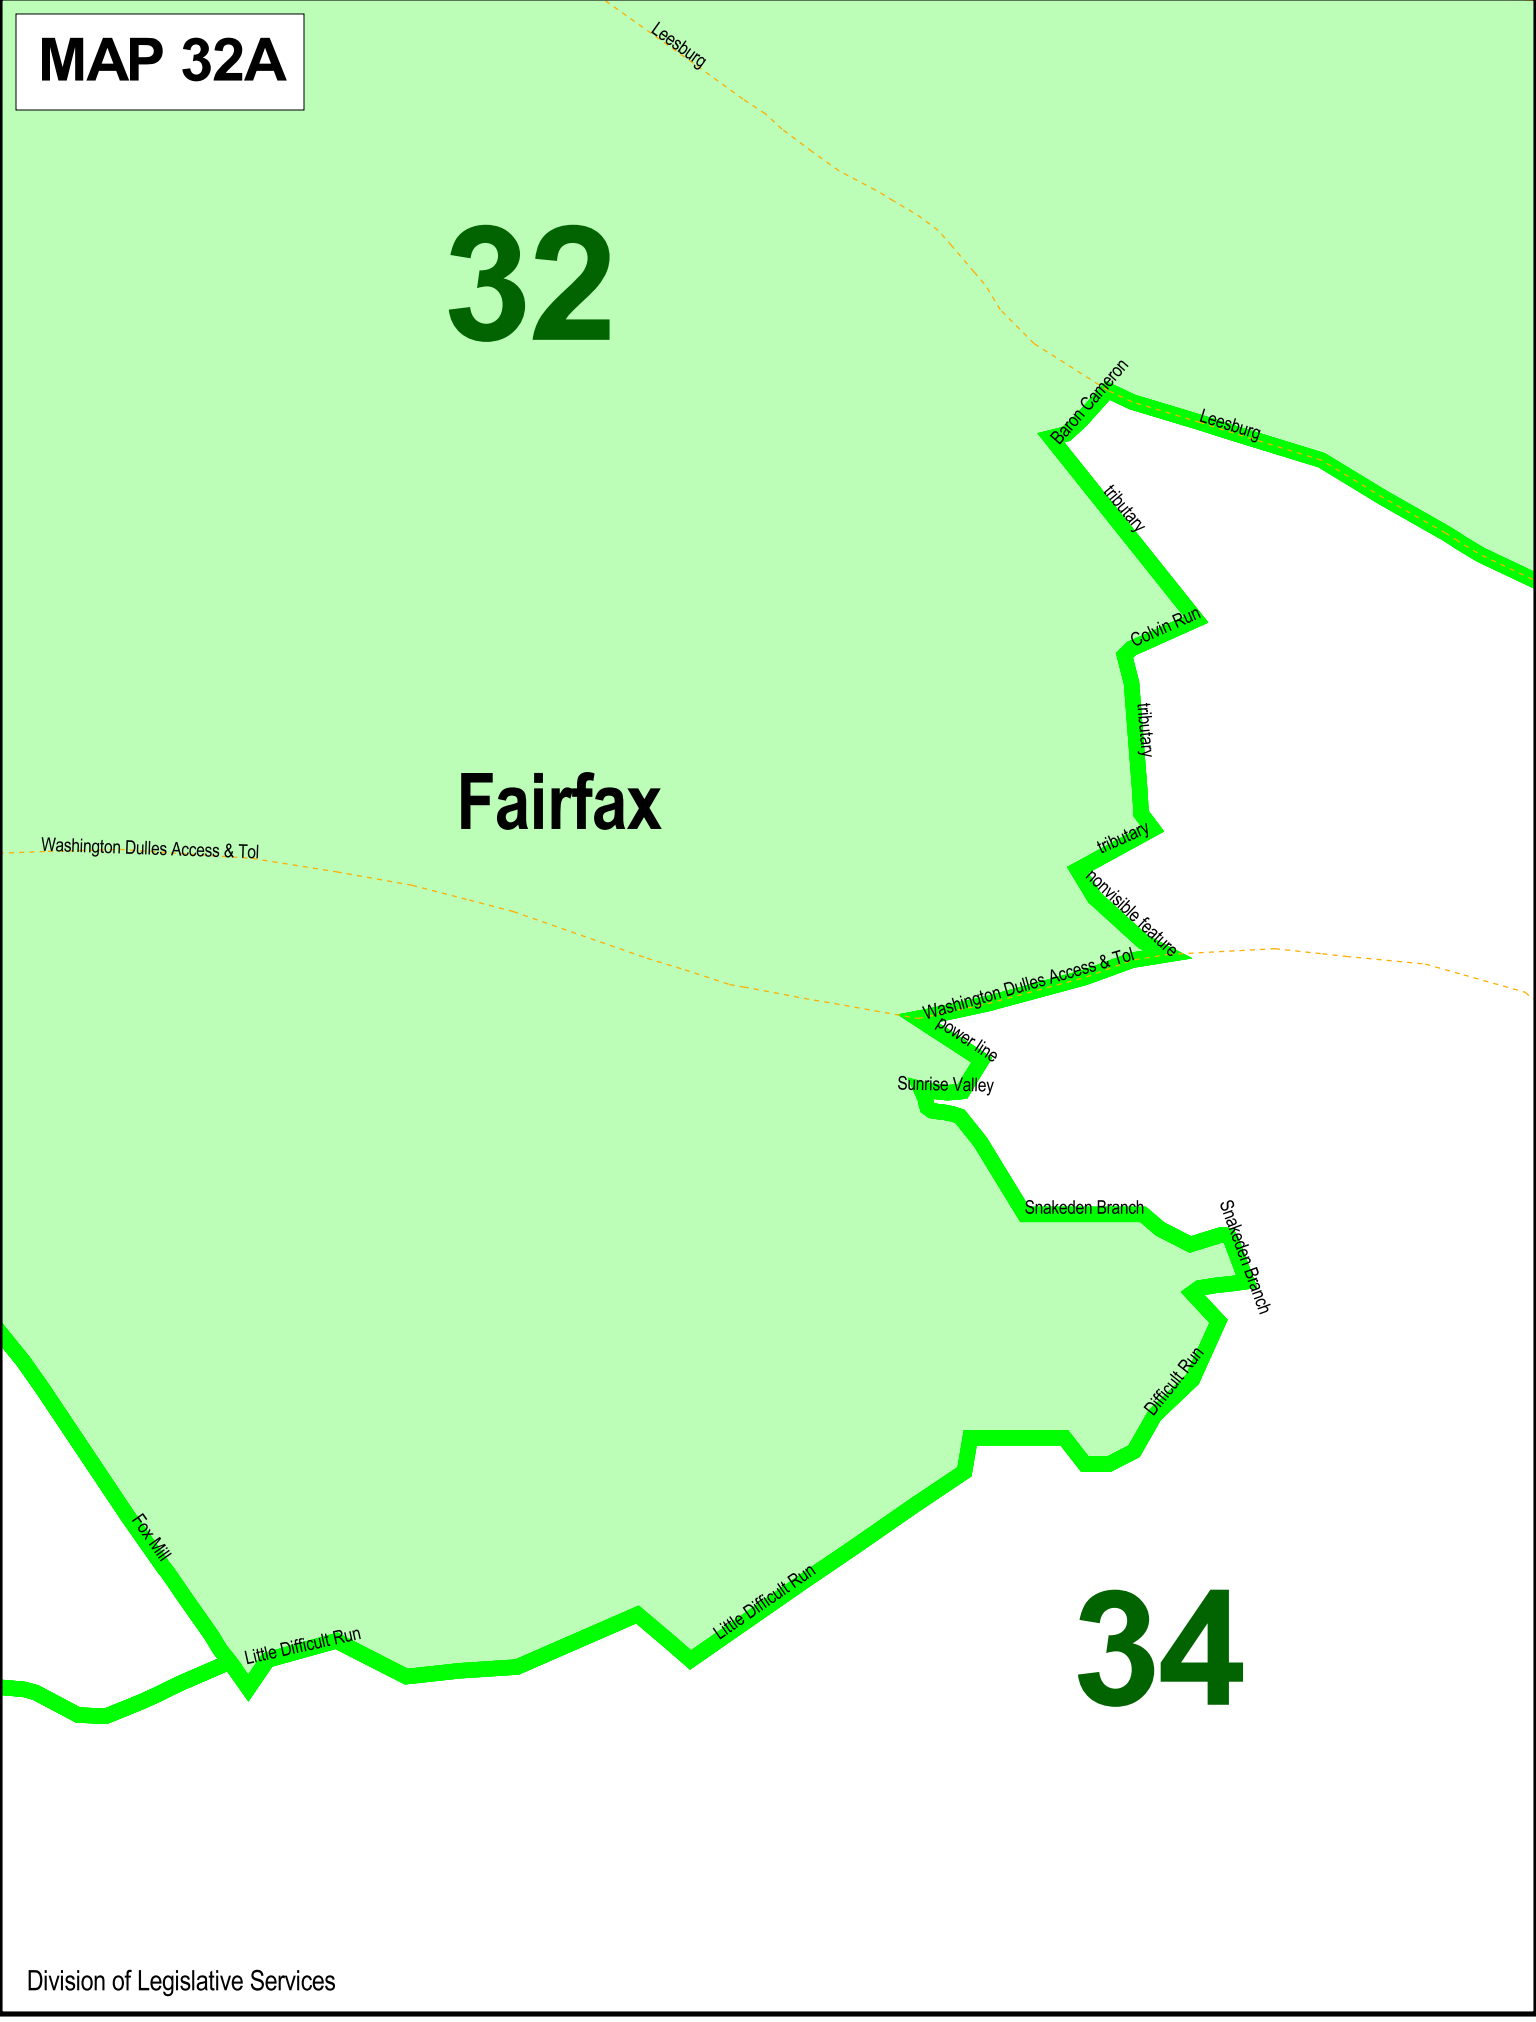 MAP 32A
Leesburg
32
Baron Cameron
Leesburg
tributary
Colvin Run
tributary
Fairfax
tributary
Washington Dulles Access & Tol
nonvisible feature
Washington Dulles Access & Tol
power line
Sunrise Valley
Snakeden Branch
Snakeden Branch
Difficult Run
Fox Mill
Little Difficult Run
Little Difficult Run
34
Division of Legislative Services